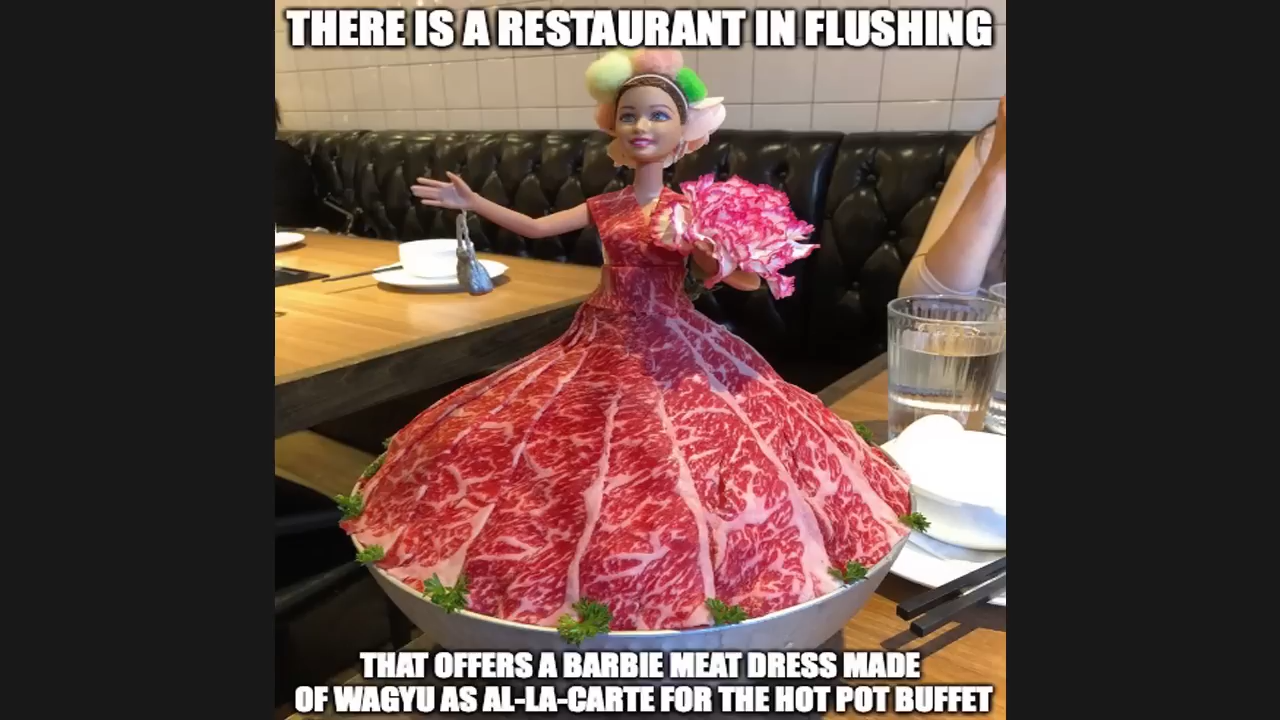 THERE IS A RESTAURANT IN FLUSHING
THAT OFFERS A BARBIE MEAT DRESS MADE
OF WAGYU AS AL-LA-CARTE FOR THE HOT POT BUFFET